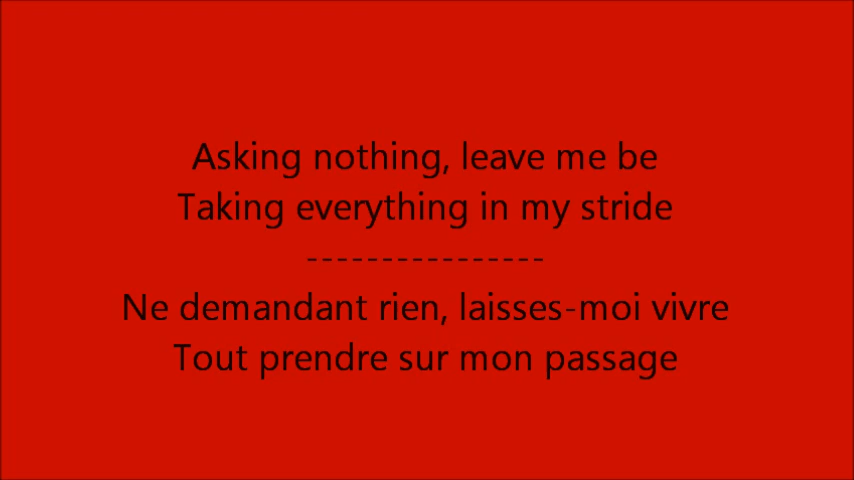 Asking nothing, leave me be
Taking everything in my stride
----------------
Ne demandant rien, laisses-moi vivre
Tout prendre sur mon passage